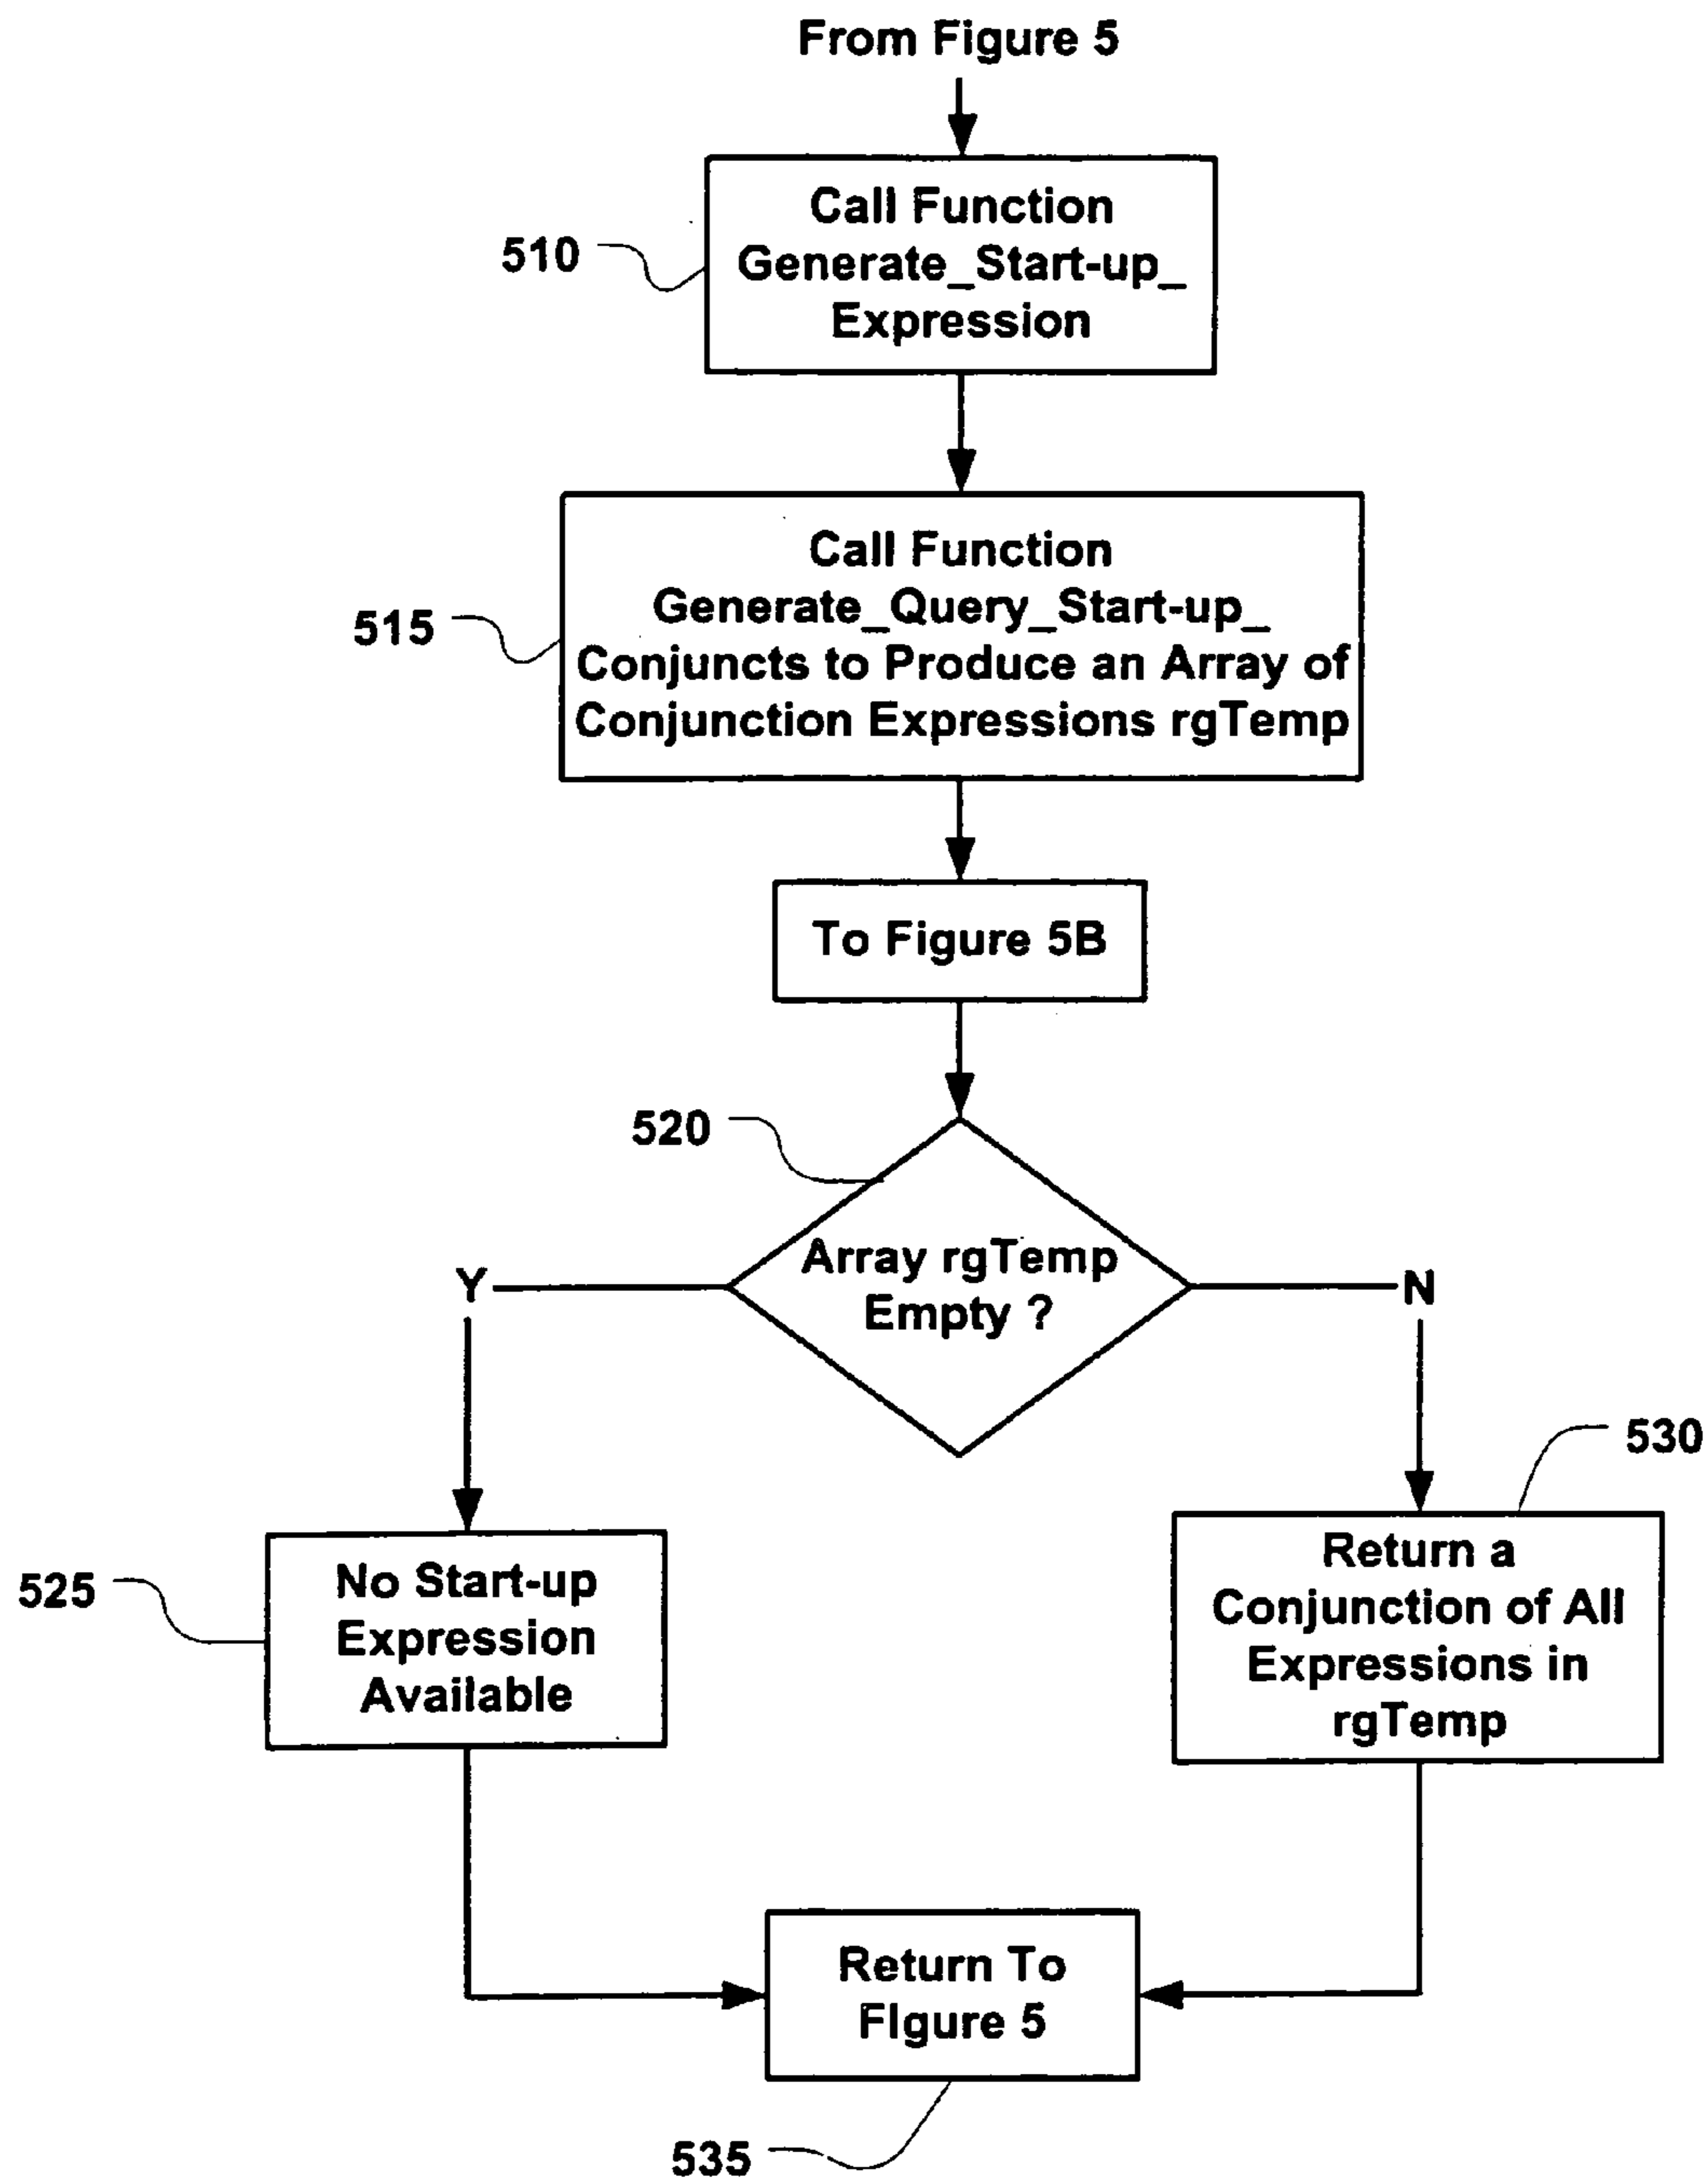 From Figure 5
510
Call Function
Generate_Start-up_
Expression
515
Call Function
Generate_Query_Start-up_
Conjuncts to Produce an Array of
Conjunction Expressions rgTemp
To Figure 5B
520
Array rgTemp
Empty ?
Y
N
525
No Start-up
Expression
Available
530
Return a
Conjunction of All
Expressions in
rgTemp
Return To
FIgure 5
535